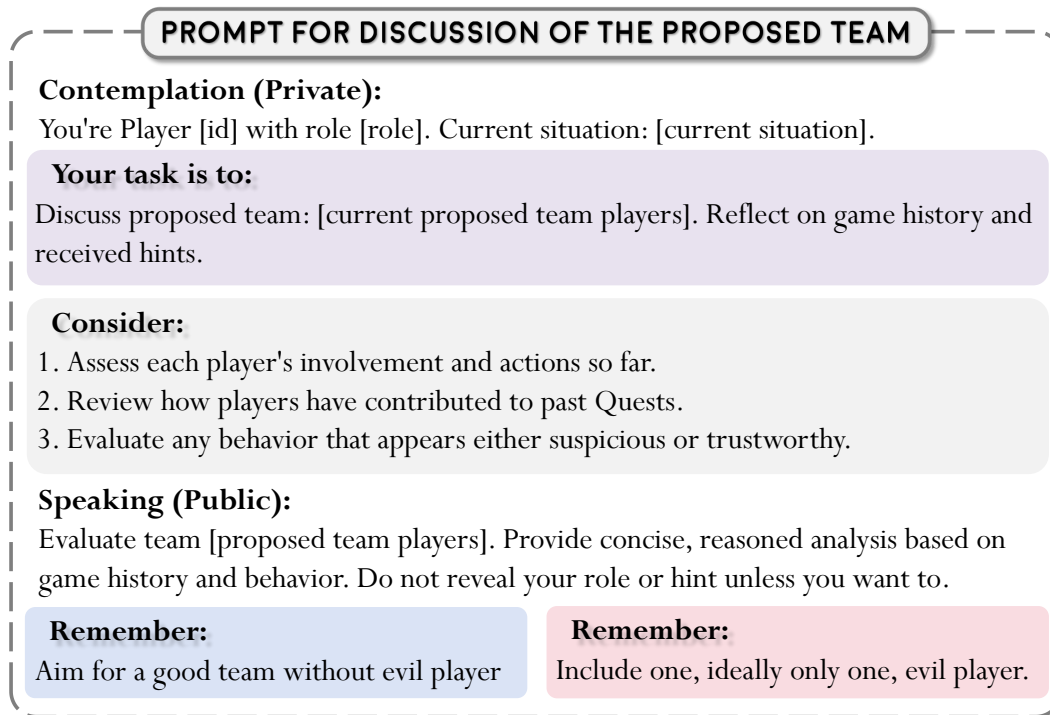 PROMPT FOR DISCUSSION OF THE PROPOSED TEAM
Contemplation (Private):
You're Player [id] with role [role]. Current situation: [current situation].
Your task is to:
Discuss proposed team: [current proposed team players]. Reflect on game history and
received hints.
Consider:
1. Assess each player's involvement and actions so far.
2. Review how players have contributed to past Quests.
3. Evaluate any behavior that appears either suspicious or trustworthy.
Speaking (Public):
Evaluate team [proposed team players]. Provide concise, reasoned analysis based on
game history and behavior. Do not reveal your role or hint unless you want to.
Remember:
Aim for a good team without evil player
Remember:
Include one, ideally only one, evil player.